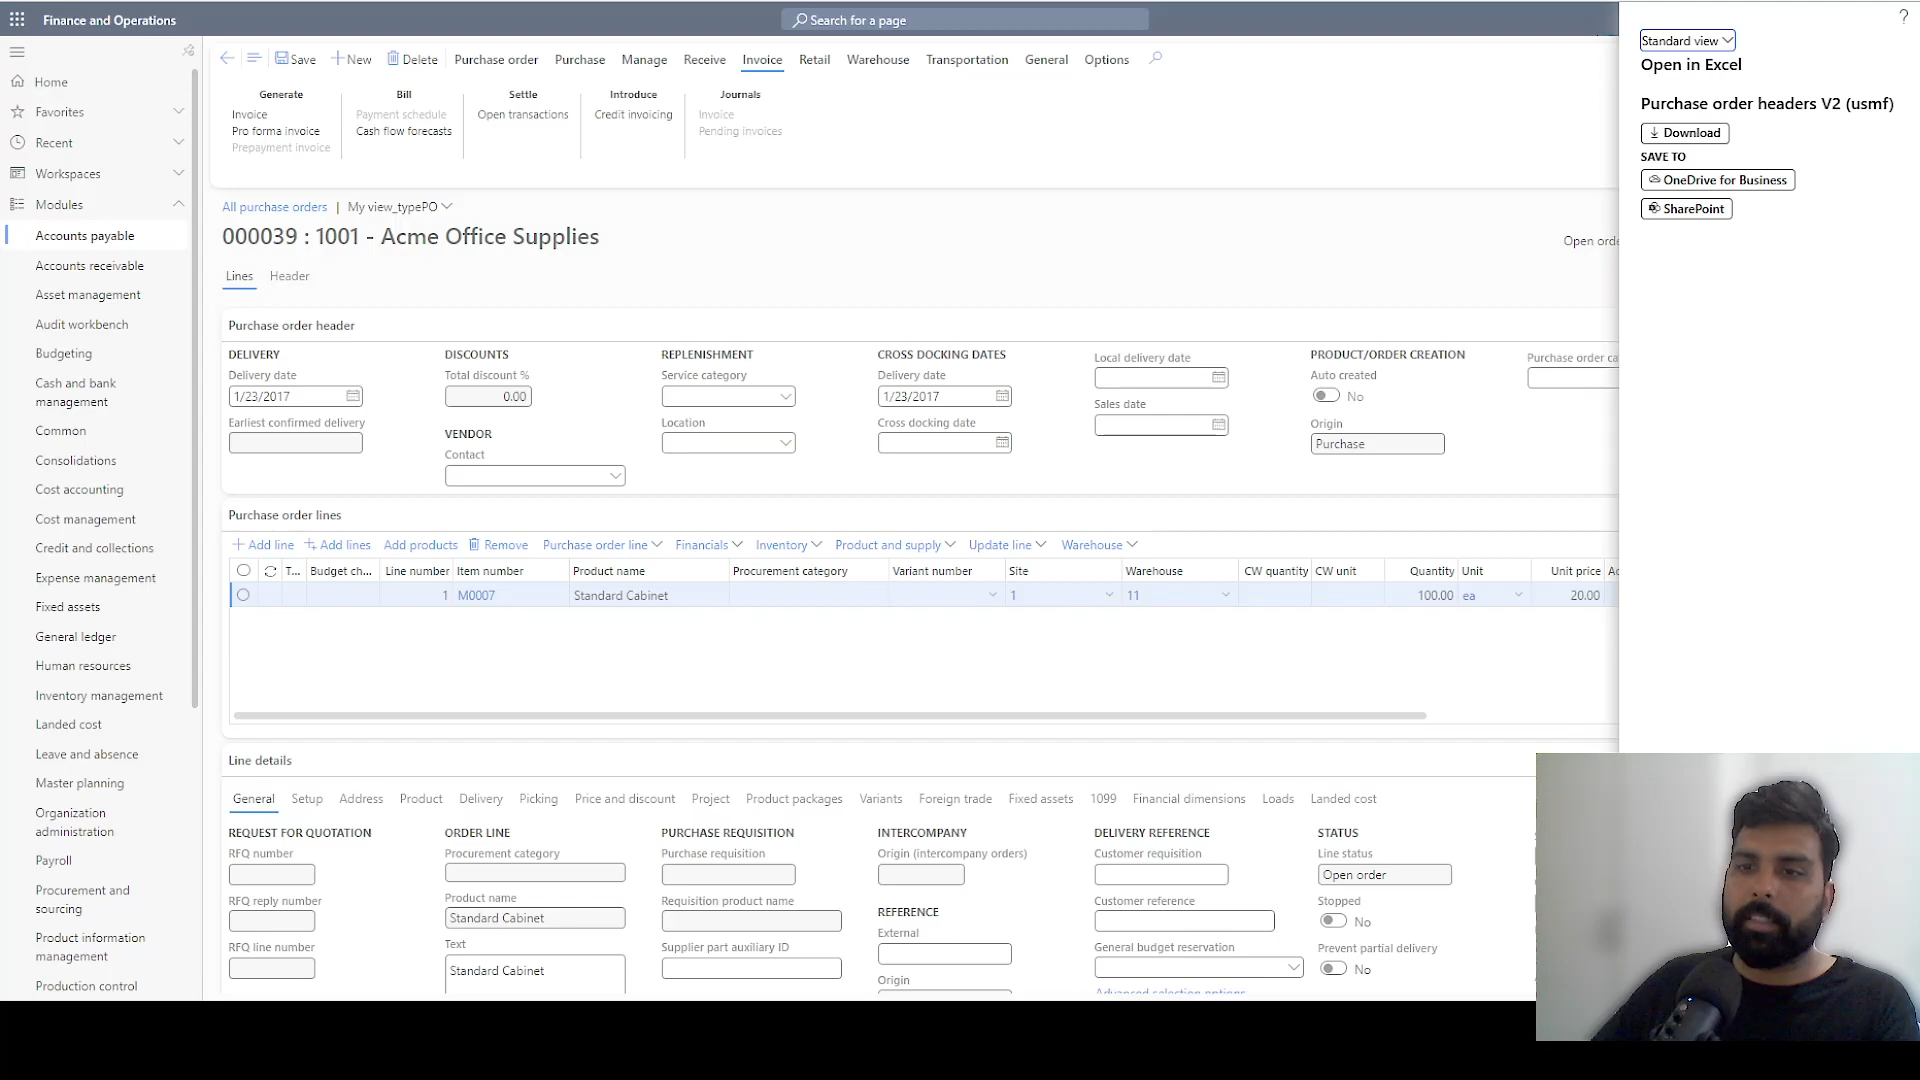 Finance and Operations
Search for a page
?
Standard view
Open in Excel
Purchase order headers V2 (usmf)
Download
SAVE TO
OneDrive for Business
SharePoint
Home
Favorites
Recent
Workspaces
Modules
Accounts payable
Accounts receivable
Asset management
Audit workbench
Budgeting
Cash and bank
management
Common
Consolidations
Cost accounting
Cost management
Credit and collections
Expense management
Fixed assets
General ledger
Human resources
Inventory management
Landed cost
Leave and absence
Master planning
Organization
administration
Payroll
Procurement and
sourcing
Product information
management
Production control
Save New Delete Purchase order Purchase Manage Receive Invoice Retail Warehouse Transportation General Options
Generate Bill Settle Introduce Journals
Invoice Payment schedule Open transactions Credit invoicing Invoice
Pro forma invoice Cash flow forecasts Pending invoices
Prepayment invoice
All purchase orders | My view_typePO
000039 : 1001 - Acme Office Supplies
Open orde
Lines Header
Purchase order header
DELIVERY DISCOUNTS REPLENISHMENT CROSS DOCKING DATES Local delivery date PRODUCT/ORDER CREATION Purchase order ca
Delivery date Total discount % Service category Delivery date Auto created
1/23/2017 0.00 1/23/2017 No
Sales date
Earliest confirmed delivery Location Cross docking date Origin
VENDOR Purchase
Contact
Purchase order lines
Add line Add lines Add products Remove Purchase order line Financials Inventory Product and supply Update line Warehouse
T... Budget ch... Line number Item number Product name Procurement category Variant number Site Warehouse CW quantity CW unit Quantity Unit Unit price Ac
1 M0007 Standard Cabinet 1 11 100.00 ea 20.00
Line details
General Setup Address Product Delivery Picking Price and discount Project Product packages Variants Foreign trade Fixed assets 1099 Financial dimensions Loads Landed cost
REQUEST FOR QUOTATION ORDER LINE PURCHASE REQUISITION INTERCOMPANY DELIVERY REFERENCE STATUS
RFQ number Procurement category Purchase requisition Origin (intercompany orders) Customer requisition Line status
Open order
RFQ reply number Product name Requisition product name REFERENCE Customer reference Stopped
Standard Cabinet External No
RFQ line number Text Supplier part auxiliary ID General budget reservation Prevent partial delivery
Standard Cabinet Origin No
Advanced selection options